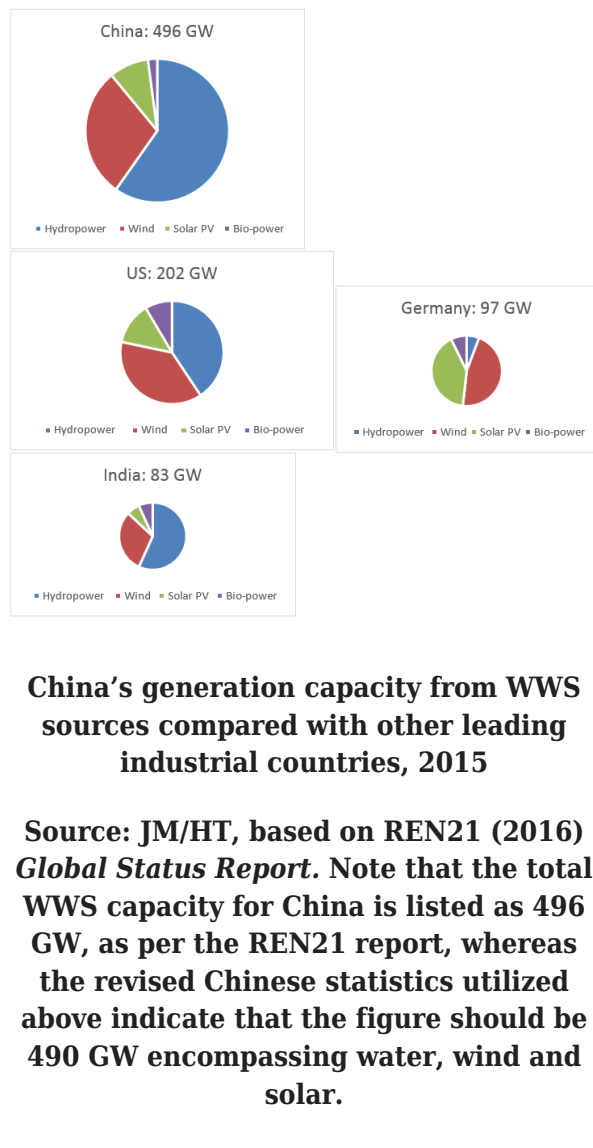 China: 496 GW
Hydropower Wind Solar PV Bio-power
US: 202 GW
Hydropower Wind Solar PV Bio-power
Germany: 97 GW
Hydropower Wind Solar PV Bio-power
India: 83 GW
Hydropower Wind Solar PV Bio-power
China’s generation capacity from WWS
sources compared with other leading
industrial countries, 2015
Source: JM/HT, based on REN21 (2016)
Global Status Report. Note that the total
WWS capacity for China is listed as 496
GW, as per the REN21 report, whereas
the revised Chinese statistics utilized
above indicate that the figure should be
490 GW encompassing water, wind and
solar.